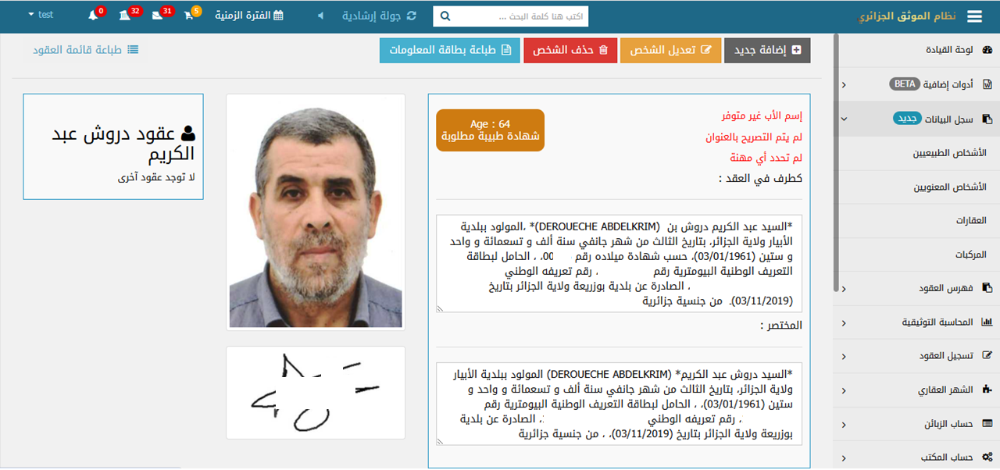 نظام الموثق الجزائري
اكتب هنا كلمة البحث ...
جولة إرشادية
الفترة الزمنية
5
31
32
0
test
لوحة القيادة
أدوات إضافية BETA
سجل البيانات جديد
الأشخاص الطبيعيين
الأشخاص المعنويين
العقارات
المركبات
فهرس العقود
المحاسبة التوثيقية
تسجيل العقود
الشهر العقاري
حساب الزبائن
حساب المكتب
إضافة جديد
تعديل الشخص
حذف الشخص
طباعة بطاقة المعلومات
طباعة قائمة العقود
إسم الأب غير متوفر
لم يتم التصريح بالعنوان
لم تحدد أي مهنة
Age : 64
شهادة طبيبة مطلوبة
كطرف في العقد :
*السيد عبد الكريم دروش بن (DEROUECHE ABDELKRIM)* ،المولود ببلدية
الأبيار ولاية الجزائر، بتاريخ الثالث من شهر جانفي سنة ألف و تسعمائة و واحد
و ستين (03/01/1961)، حسب شهادة ميلاده رقم 00، ، الحامل لبطاقة
التعريف الوطنية البيومترية رقم ، رقم تعريفه الوطني
، الصادرة عن بلدية بوزريعة ولاية الجزائر بتاريخ
(03/11/2019)، من جنسية جزائرية
المختصر :
*السيد دروش عبد الكريم* (DEROUECHE ABDELKRIM) المولود ببلدية الأبيار
ولاية الجزائر، بتاريخ الثالث من شهر جانفي سنة ألف و تسعمائة و واحد و
ستين (03/01/1961)، ، الحامل لبطاقة التعريف الوطنية البيومترية رقم
، رقم تعريفه الوطني ، الصادرة عن بلدية
بوزريعة ولاية الجزائر بتاريخ (03/11/2019)، ، من جنسية جزائرية
عقود دروش عبد
الكريم
لا توجد عقود آخرى